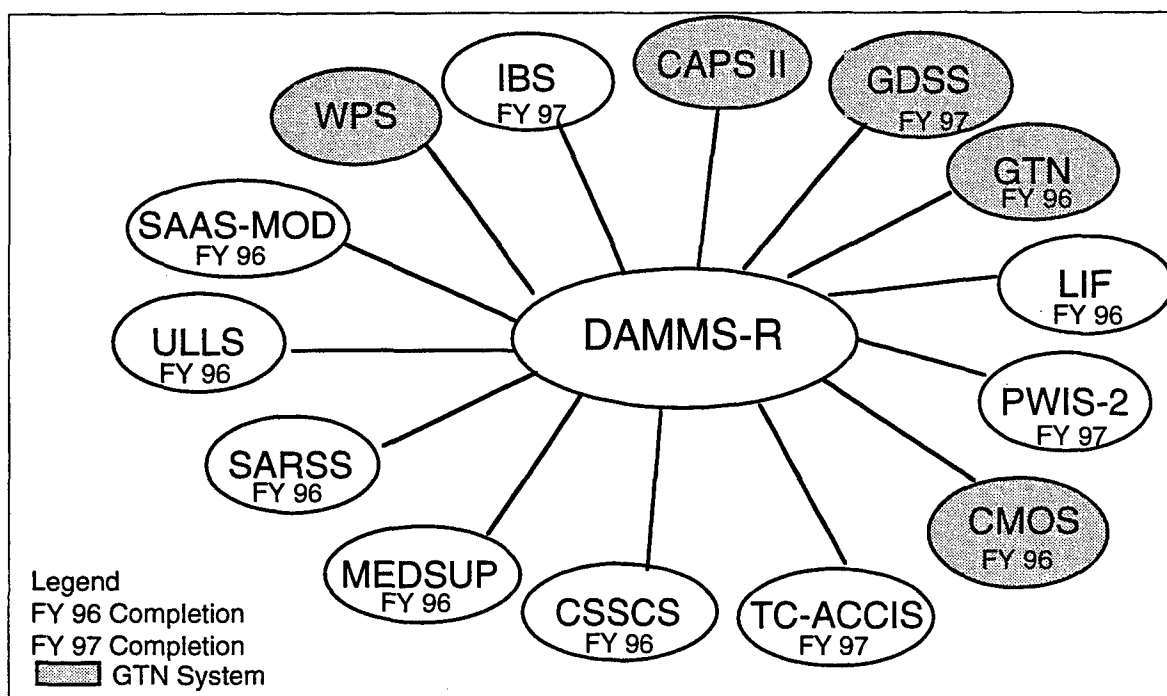 CAPS II
IBS
FY 97
GDSS
FY 97
WPS
GTN
FY 96
SAAS-MOD
FY 96
LIF
FY 96
DAMMS-R
ULLS
FY 96
PWIS-2
FY 97
SARSS
FY 96
CMOS
FY 96
MEDSUP
FY 96
CSSCS
FY 96
TC-ACCIS
FY 97
Legend
FY 96 Completion
FY 97 Completion
GTN System